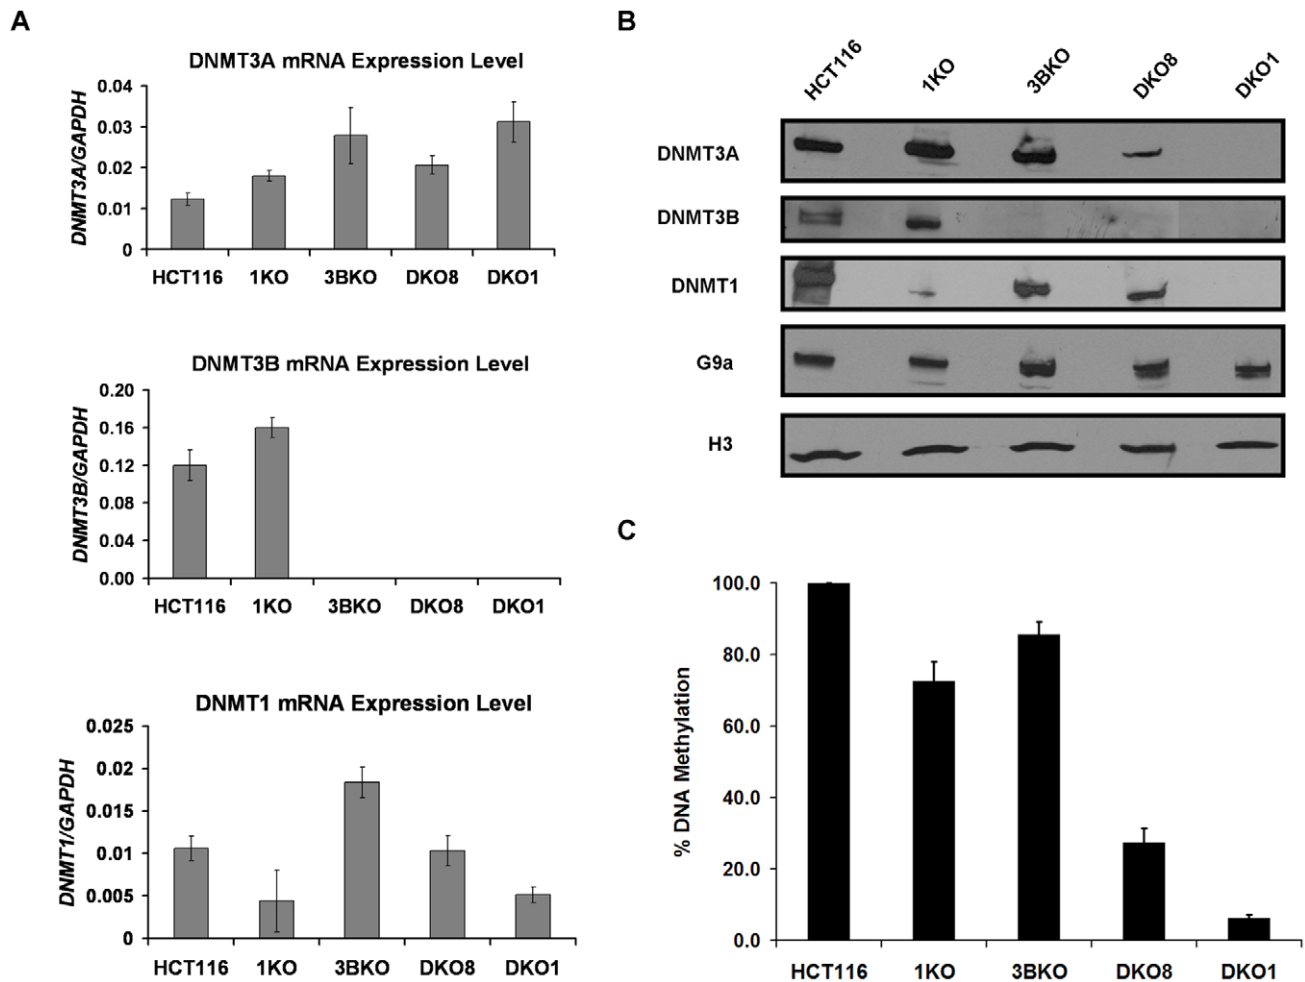 A
DNMT3A mRNA Expression Level
DNMT3A/GAPDH
0.04
0.03
0.02
0.01
0
HCT116 1KO 3BKO DKO8 DKO1
DNMT3B mRNA Expression Level
DNMT3B/GAPDH
0.20
0.16
0.12
0.08
0.04
0.00
HCT116 1KO 3BKO DKO8 DKO1
DNMT1 mRNA Expression Level
DNMT1/GAPDH
0.025
0.02
0.015
0.01
0.005
0
HCT116 1KO 3BKO DKO8 DKO1
B
HCT116 1KO 3BKO DKO8 DKO1
DNMT3A
DNMT3B
DNMT1
G9a
H3
C
% DNA Methylation
100.0
80.0
60.0
40.0
20.0
0.0
HCT116 1KO 3BKO DKO8 DKO1